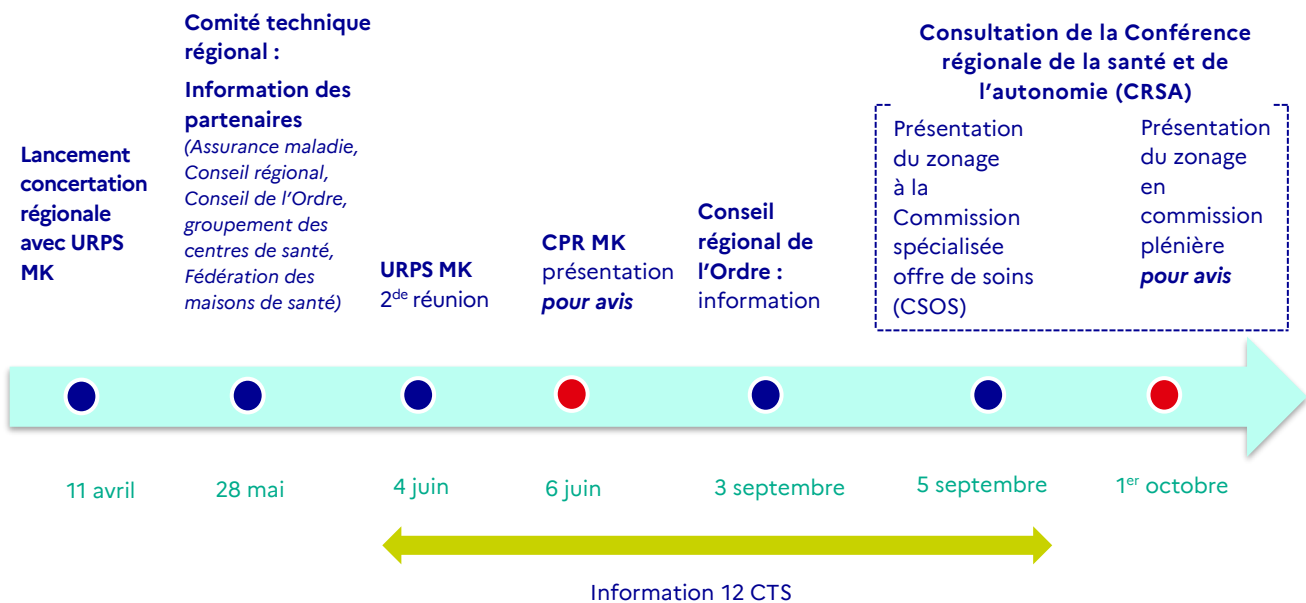 Lancement
concertation
régionale
avec URPS
MK
Comité technique
régional :
Information des
partenaires
(Assurance maladie,
Conseil régional,
Conseil de l’Ordre,
groupement des
centres de santé,
Fédération des
maisons de santé)
URPS MK
2de réunion
CPR MK
présentation
pour avis
Conseil
régional de
l’Ordre :
information
Consultation de la Conférence
régionale de la santé et de
l’autonomie (CRSA)
Présentation
du zonage
à la
Commission
spécialisée
offre de soins
(CSOS)
Présentation
du zonage
en
commission
plénière
pour avis
11 avril
28 mai
4 juin
6 juin
3 septembre
5 septembre
1er octobre
Information 12 CTS